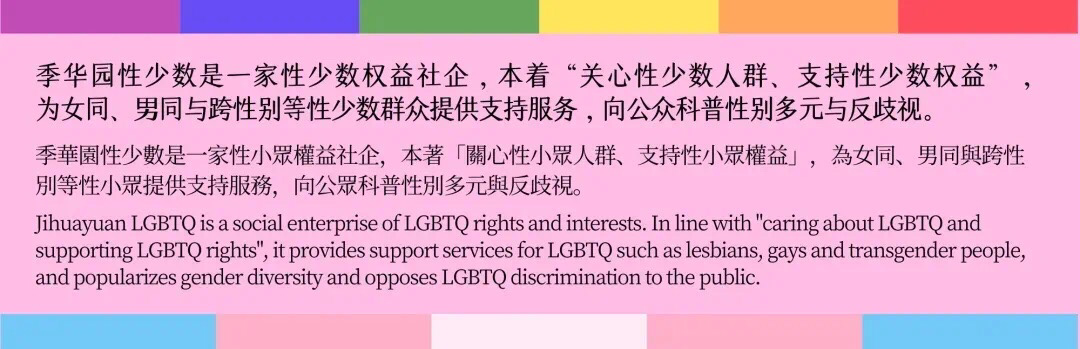 季华园性少数是一家性少数权益社企，本着“关心性少数人群、支持性少数权益”，
为女同、男同与跨性别等性少数群众提供支持服务，向公众科普性别多元与反歧视。
季華園性少數是一家性小眾權益社企，本著「關心性小眾人群、支持性小眾權益」，為女同、男同與跨性
別等性小眾提供支持服務，向公眾科普性別多元與反歧視。
Jihuayuan LGBTQ is a social enterprise of LGBTQ rights and interests. In line with "caring about LGBTQ and
supporting LGBTQ rights", it provides support services for LGBTQ such as lesbians, gays and transgender people,
and popularizes gender diversity and opposes LGBTQ discrimination to the public.